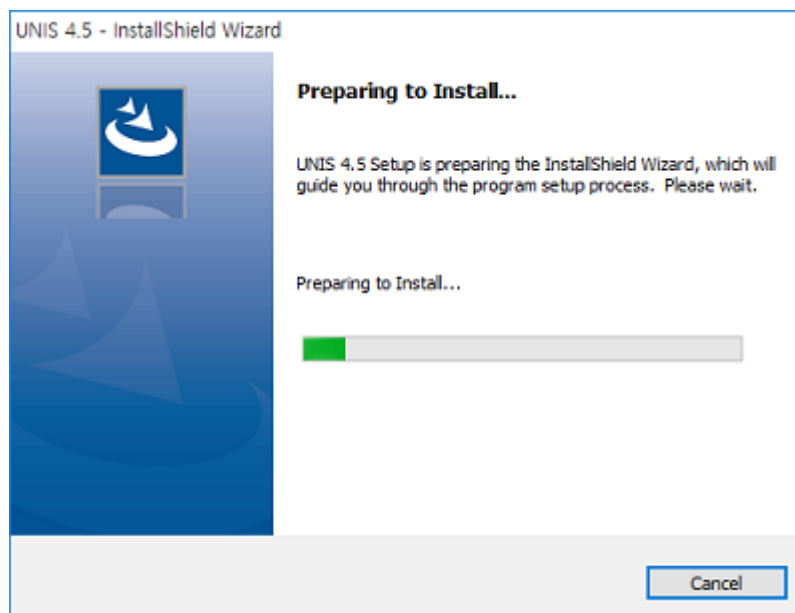 UNIS 4.5 - InstallShield Wizard
Preparing to Install...
UNIS 4.5 Setup is preparing the InstallShield Wizard, which will
guide you through the program setup process.  Please wait.
Preparing to Install...
Cancel